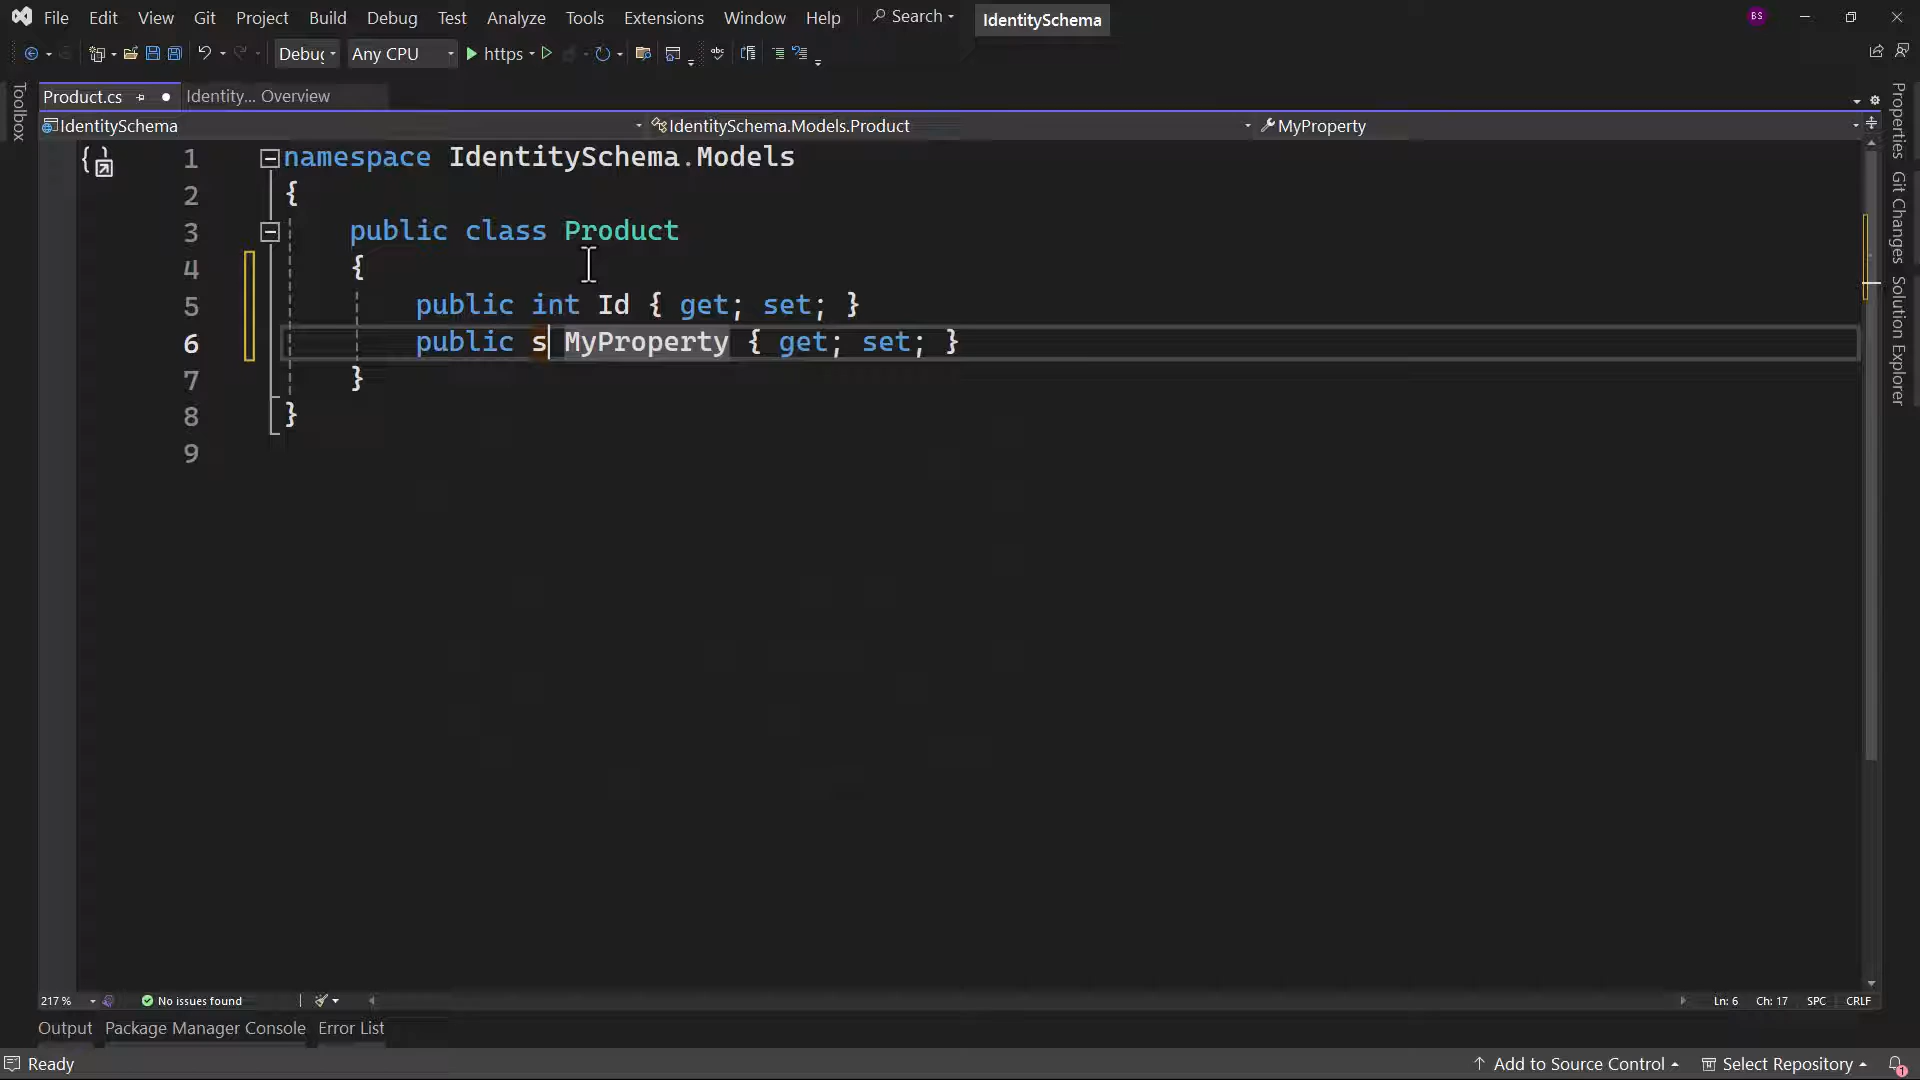 File Edit View Git Project Build Debug Test Analyze Tools Extensions Window Help Search IdentitySchema BS
Debug Any CPU https
Product.cs Identity... Overview
IdentitySchema IdentitySchema.Models.Product MyProperty
1 namespace IdentitySchema.Models
2 {
3 public class Product
4 {
5 public int Id { get; set; }
6 public s MyProperty { get; set; }
7 }
8 }
9
217 % No issues found Ln: 6 Ch: 17 SPC CRLF
Output Package Manager Console Error List
Ready Add to Source Control Select Repository 1
Toolbox
Properties
Git Changes
Solution Explorer